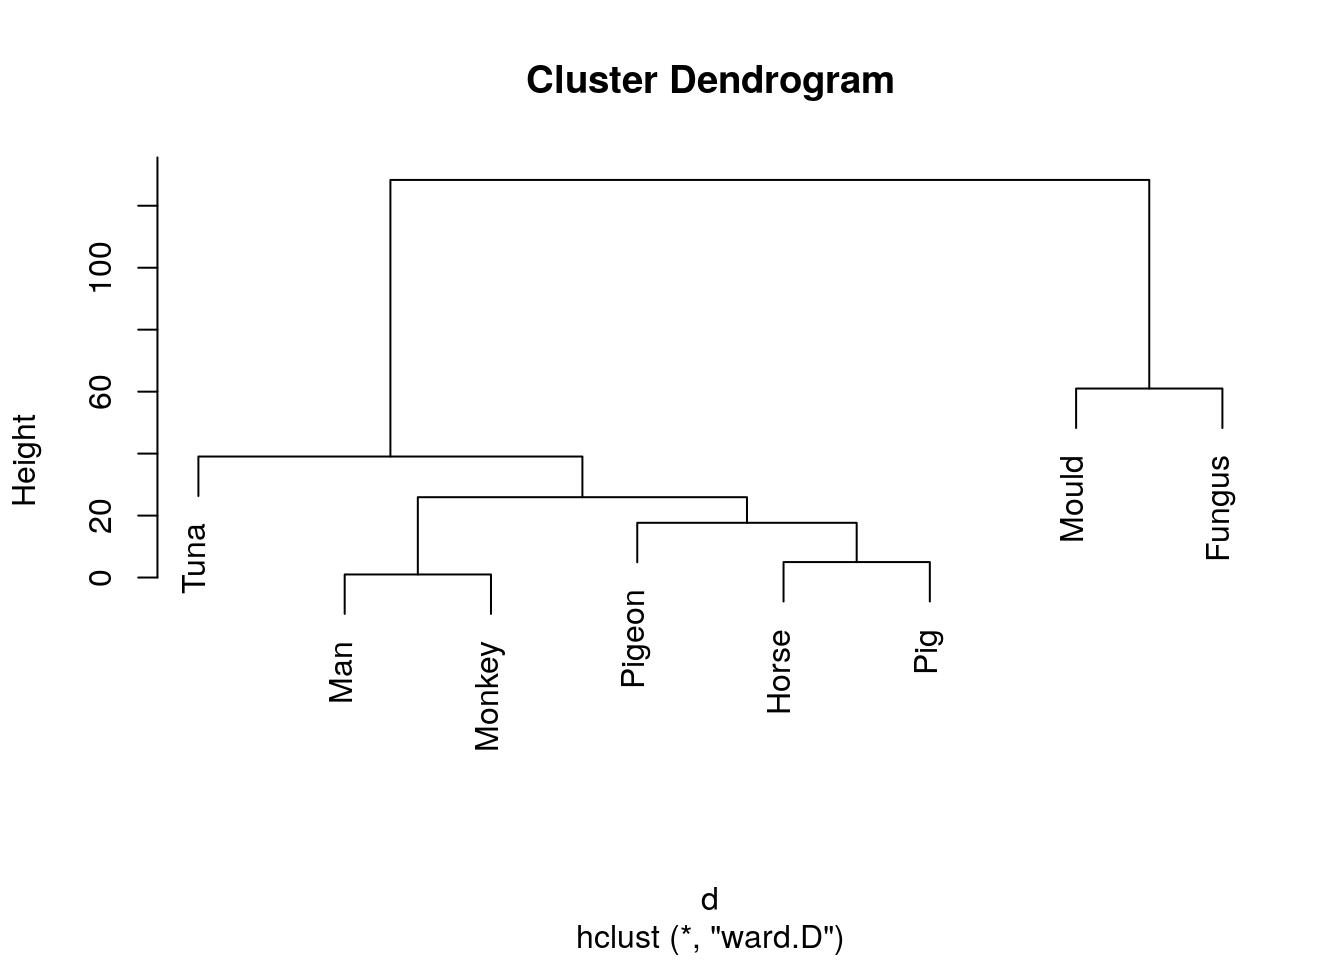 Cluster Dendrogram
Height
100
60
20
0
Tuna
Man
Monkey
Pigeon
Horse
Pig
Mould
Fungus
d
hclust (*, "ward.D")